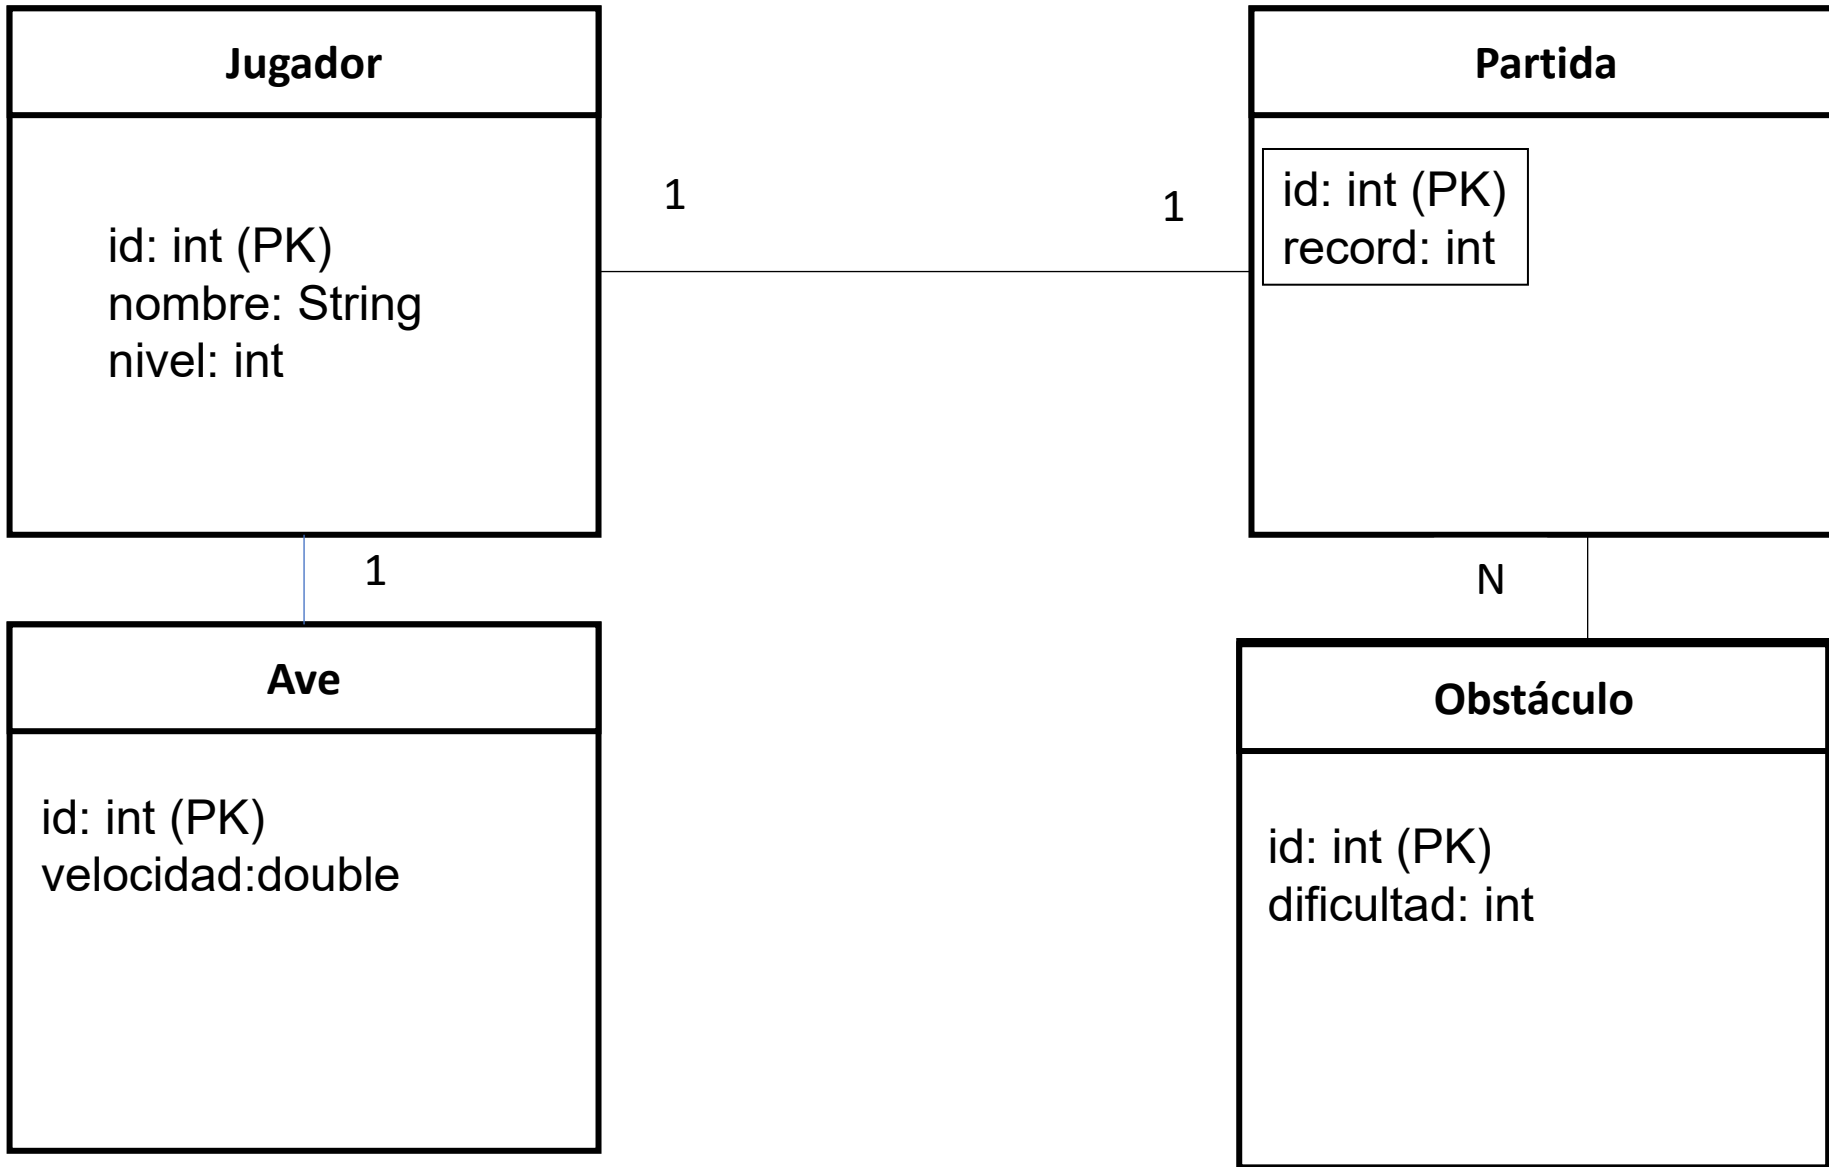 Jugador
id: int (PK)
nombre: String
nivel: int
1
1
Partida
id: int (PK)
record: int
1
N
Ave
id: int (PK)
velocidad:double
Obstáculo
id: int (PK)
dificultad: int